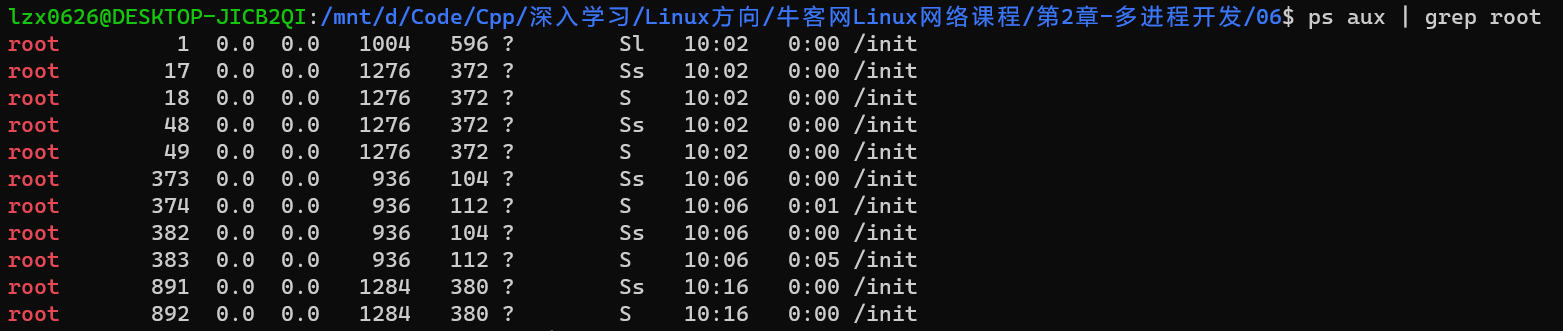 lzx0626@DESKTOP-JICB2QI:/mnt/d/Code/Cpp/深入学习/Linux方向/牛客网Linux网络课程/第2章-多进程开发/06$ ps aux | grep root
root         1  0.0  0.0   1004   596 ?        Sl   10:02   0:00 /init
root        17  0.0  0.0   1276   372 ?        Ss   10:02   0:00 /init
root        18  0.0  0.0   1276   372 ?        S    10:02   0:00 /init
root        48  0.0  0.0   1276   372 ?        Ss   10:02   0:00 /init
root        49  0.0  0.0   1276   372 ?        S    10:02   0:00 /init
root       373  0.0  0.0    936   104 ?        Ss   10:06   0:00 /init
root       374  0.0  0.0    936   112 ?        S    10:06   0:01 /init
root       382  0.0  0.0    936   104 ?        Ss   10:06   0:00 /init
root       383  0.0  0.0    936   112 ?        S    10:06   0:05 /init
root       891  0.0  0.0   1284   380 ?        Ss   10:16   0:00 /init
root       892  0.0  0.0   1284   380 ?        S    10:16   0:00 /init